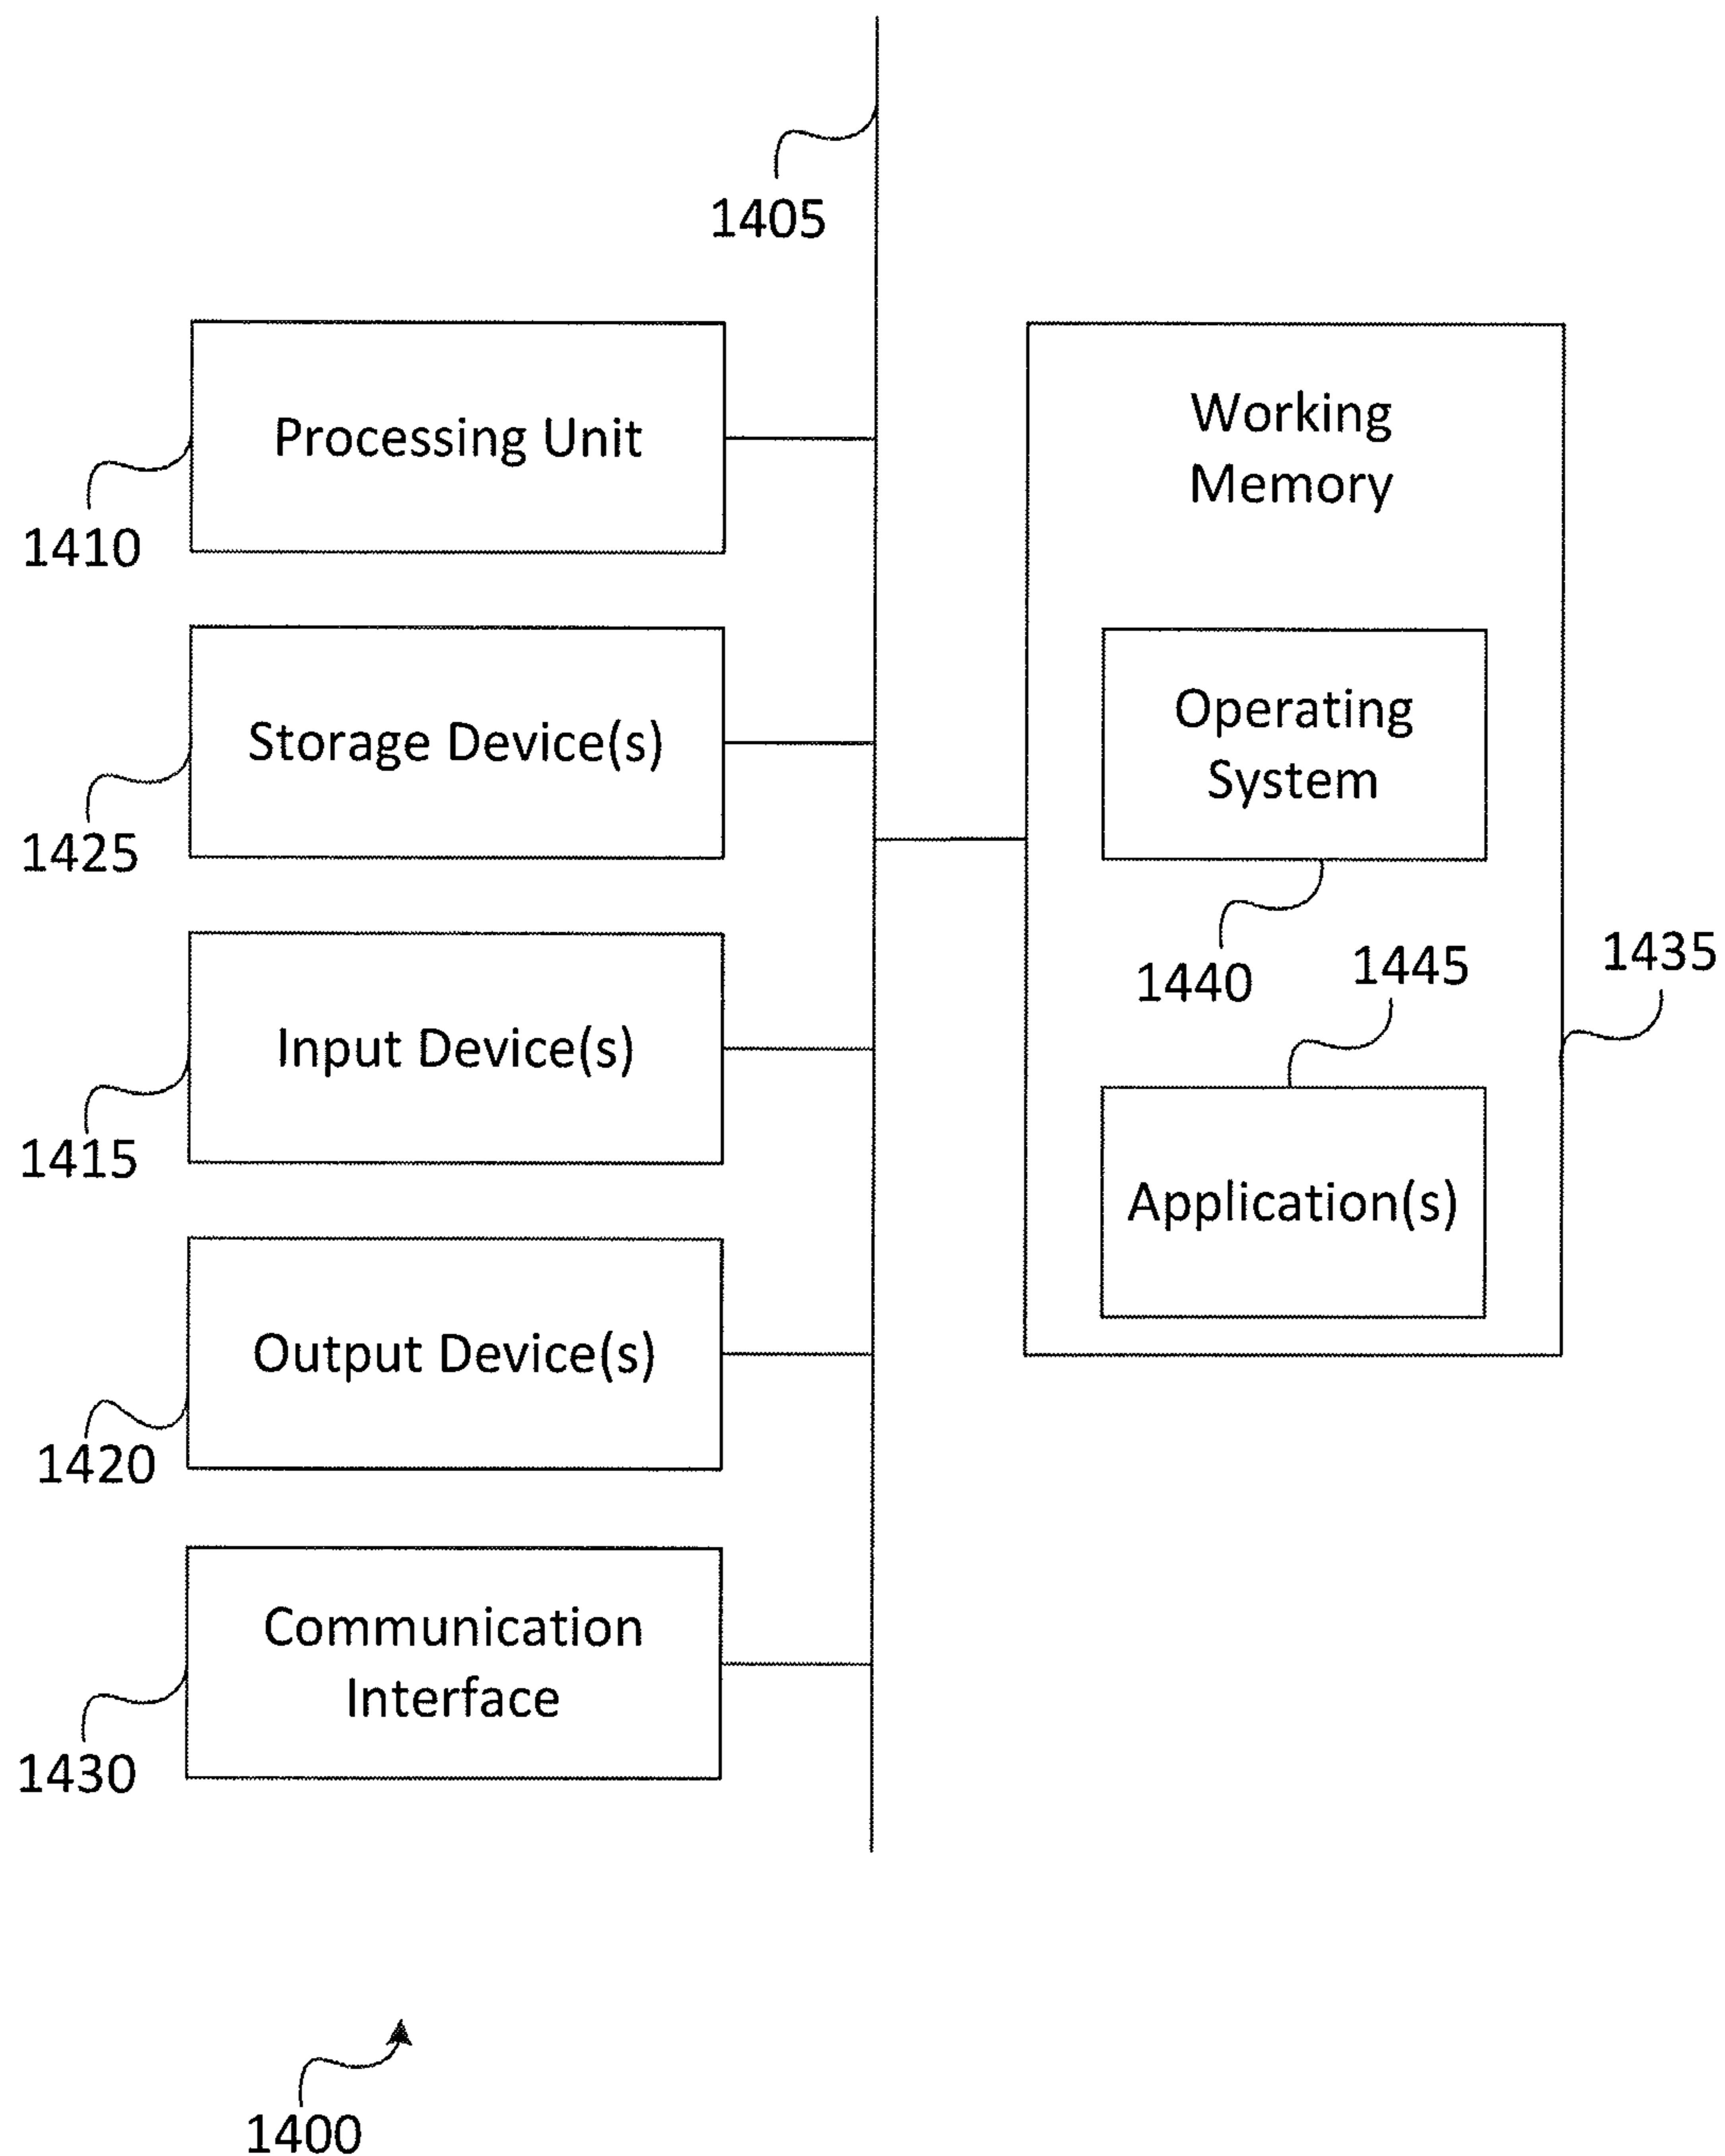 1405
Processing Unit
1410
Storage Device(s)
1425
Input Device(s)
1415
Output Device(s)
1420
Communication
Interface
1430
Working
Memory
Operating
System
1440
1445
1435
Application(s)
1400